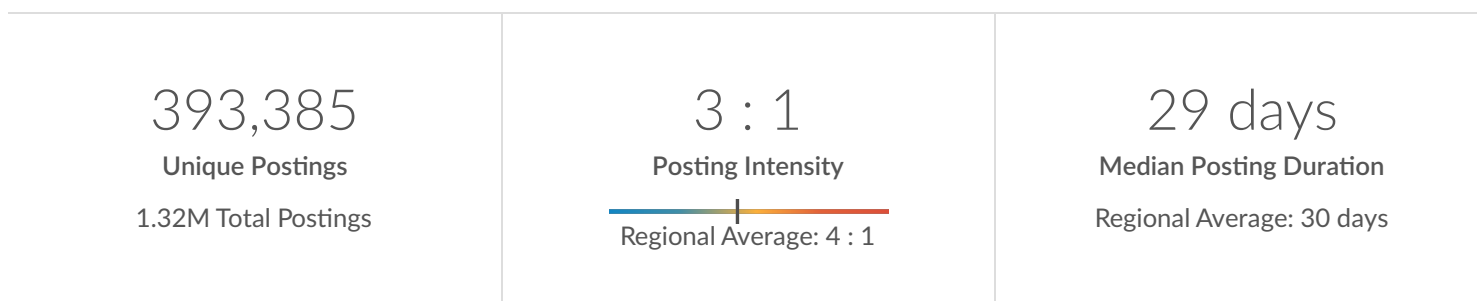 393,385
Unique Postings
1.32M Total Postings
3 : 1
Posting Intensity
Regional Average: 4 : 1
29 days
Median Posting Duration
Regional Average: 30 days